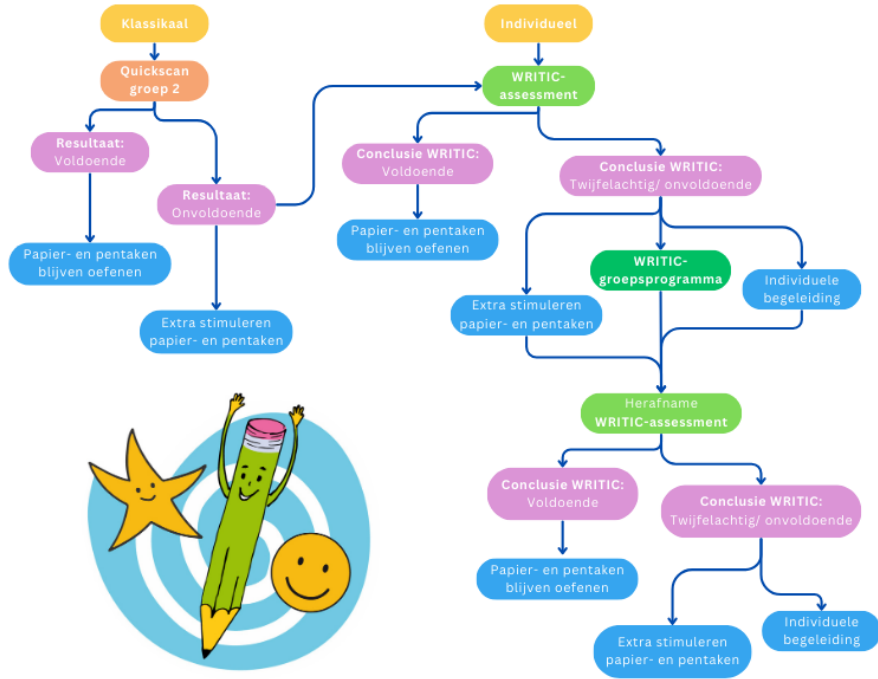 Klassikaal
Quickscan
groep 2
Resultaat:
Voldoende
Resultaat:
Onvoldoende
Papier- en pentaken
blijven oefenen
Extra stimuleren
papier- en pentaken
Individueel
WRITIC-
assessment
Conclusie WRITIC:
Voldoende
Conclusie WRITIC:
Twijfelachtig/ onvoldoende
Papier- en pentaken
blijven oefenen
WRITIC-
groepsprogramma
Extra stimuleren
papier- en pentaken
Individuele
begeleiding
Herafname
WRITIC-assessment
Conclusie WRITIC:
Voldoende
Conclusie WRITIC:
Twijfelachtig/ onvoldoende
Papier- en pentaken
blijven oefenen
Extra stimuleren
papier- en pentaken
Individuele
begeleiding